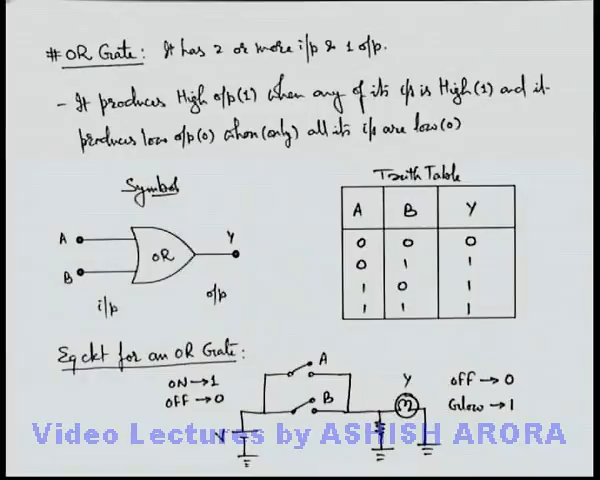 # OR Gate: It has 2 or more i/p & 1 o/p.
- It produces High o/p(1) when any of its i/p is High(1) and it
produces low o/p(0) when(only) all its i/p are low(0)
Symbol
A
B
OR
Y
i/p
o/p
Truth Table
A B Y
0 0 0
0 1 1
1 0 1
1 1 1
Eq ckt for an OR Gate:
ON→1
OFF→0
A
B
V
Y
OFF→0
Glow→1
Video Lectures by ASHISH ARORA